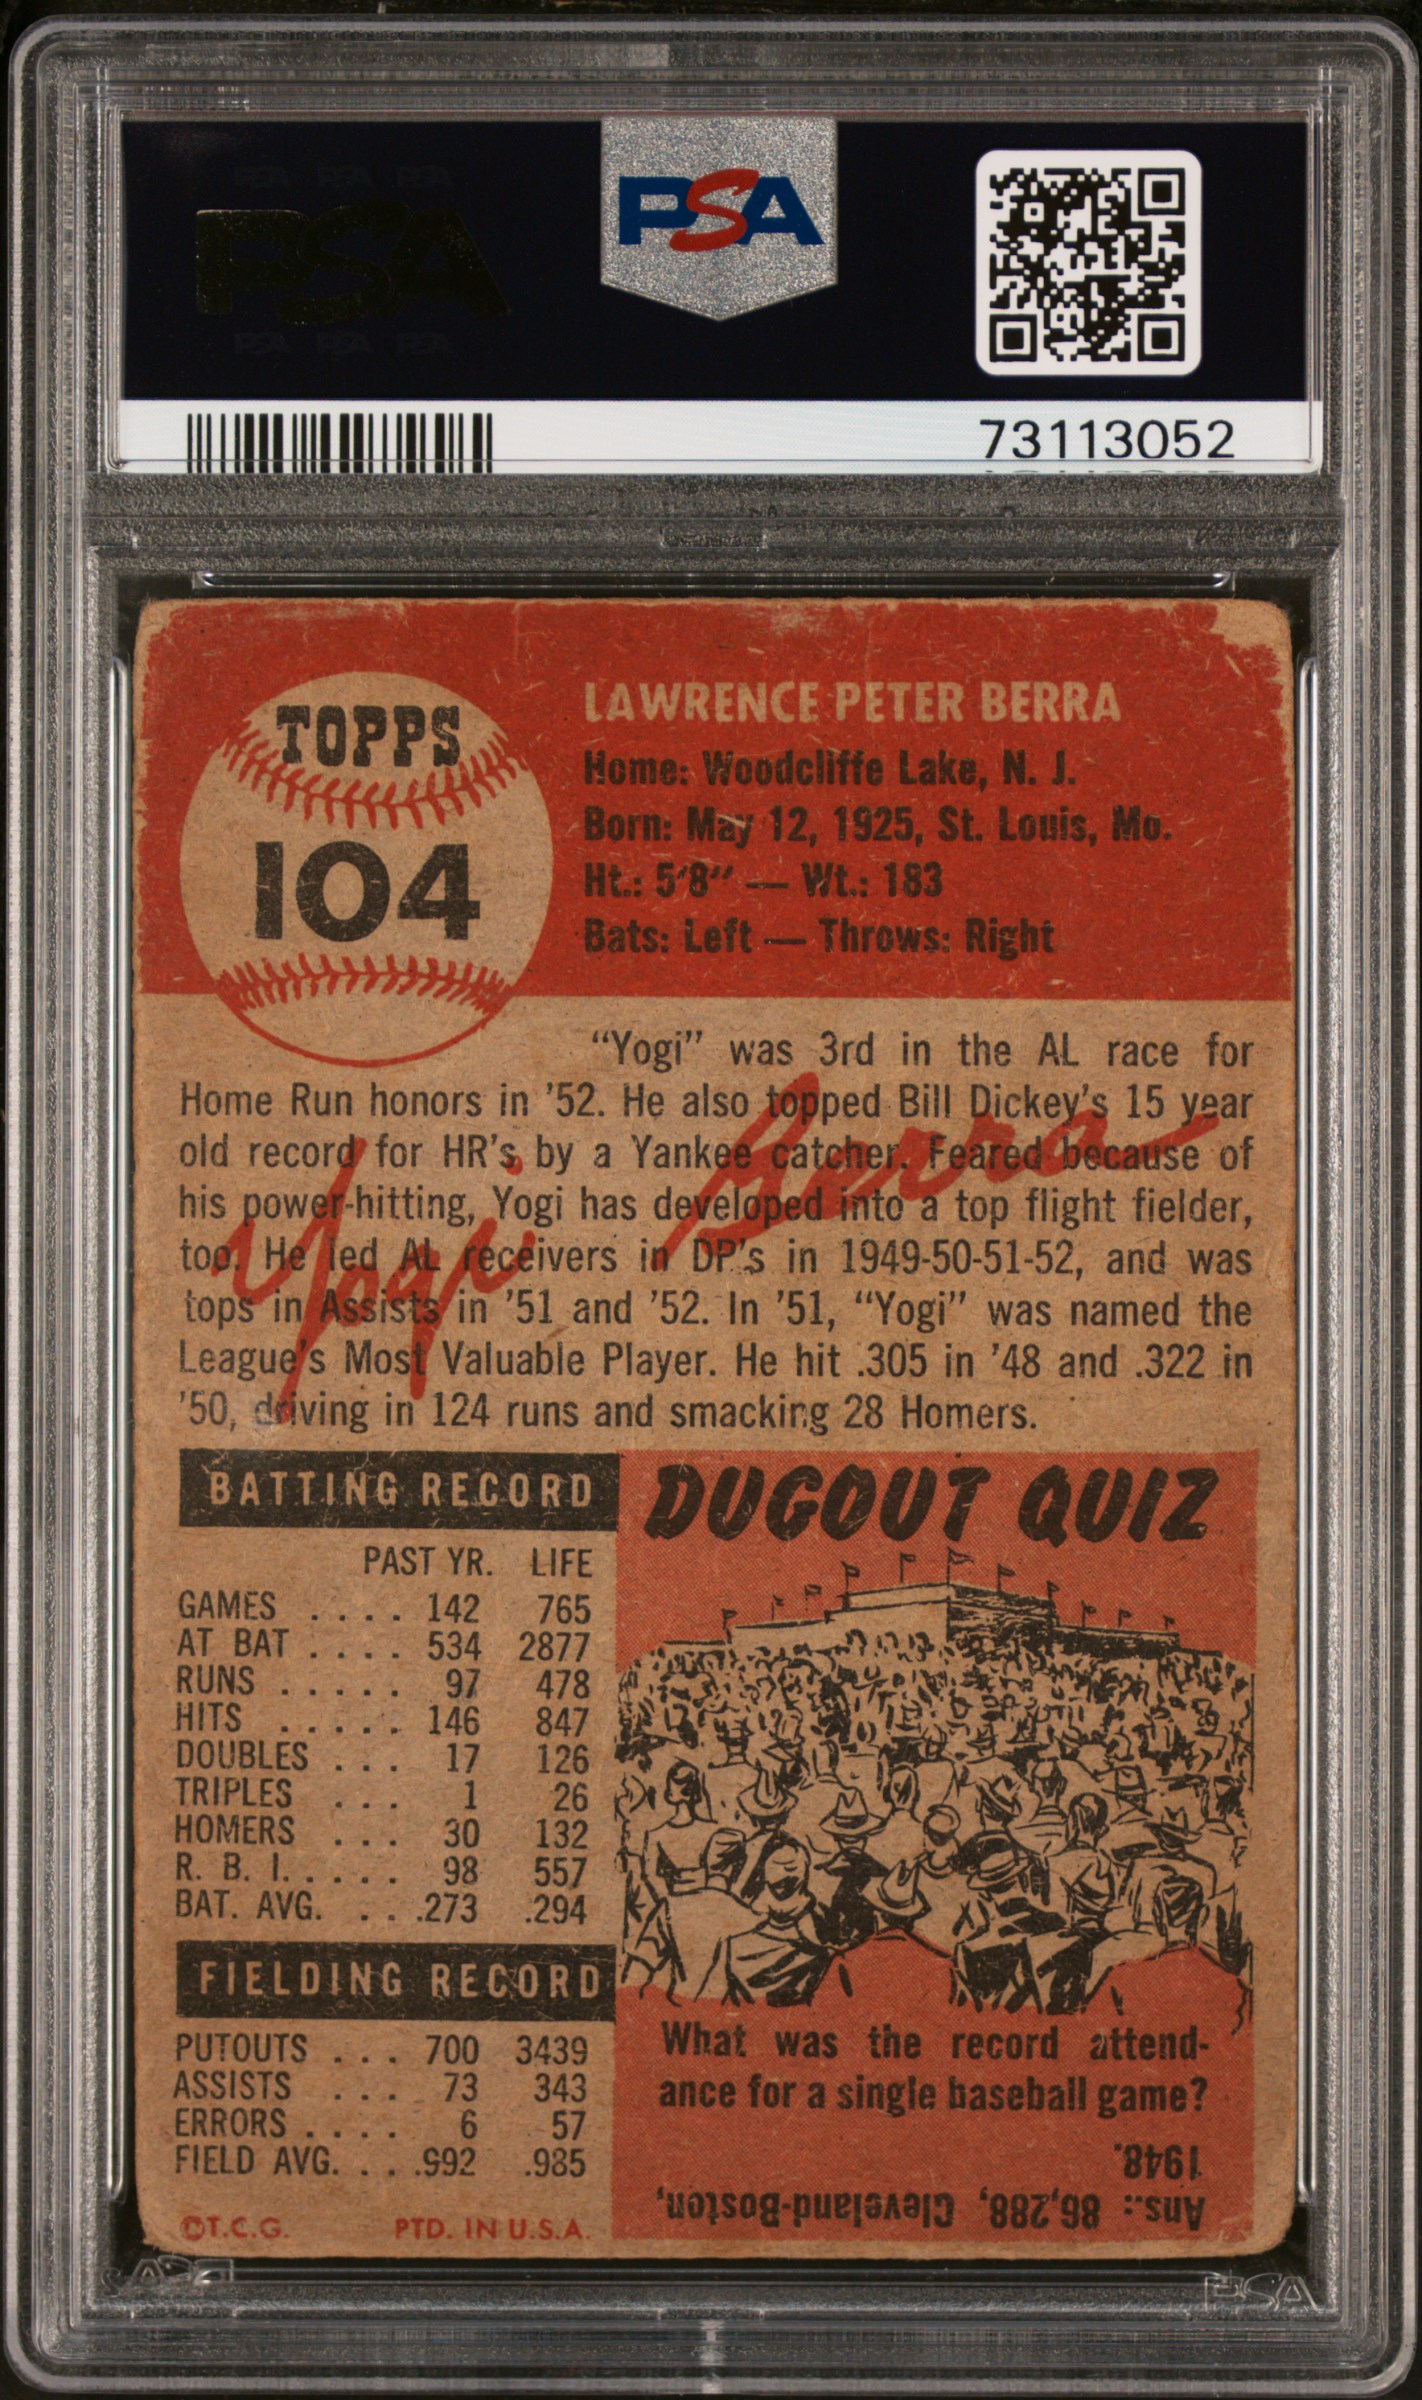 PSA PSA PSA
PSA
PSA PSA PSA
PSA
73113052
TOPPS
104
LAWRENCE PETER BERRA
Home: Woodcliffe Lake, N. J.
Born: May 12, 1925, St. Louis, Mo.
Ht.: 5'8" — Wt.: 183
Bats: Left — Throws: Right
"Yogi" was 3rd in the AL race for
Home Run honors in '52. He also topped Bill Dickey's 15 year
old record for HR's by a Yankee catcher. Feared because of
his power-hitting, Yogi has developed into a top flight fielder,
too. He led AL receivers in DP's in 1949-50-51-52, and was
tops in Assists in '51 and '52. In '51, "Yogi" was named the
League's Most Valuable Player. He hit .305 in '48 and .322 in
'50, driving in 124 runs and smacking 28 Homers.
Yogi Berra
BATTING RECORD
PAST YR. LIFE
GAMES . . . . 142 765
AT BAT . . . . 534 2877
RUNS . . . . . 97 478
HITS . . . . . 146 847
DOUBLES . . . 17 126
TRIPLES . . . 1 26
HOMERS . . . 30 132
R. B. I. . . . . 98 557
BAT. AVG. . . .273 .294
FIELDING RECORD
PUTOUTS . . . 700 3439
ASSISTS . . . 73 343
ERRORS . . . . 6 57
FIELD AVG. . . .992 .985
©T.C.G. PTD. IN U.S.A.
DUGOUT QUIZ
What was the record attend-
ance for a single baseball game?
Ans.: 86,288, Cleveland-Boston,
1948.
PSA
PSA